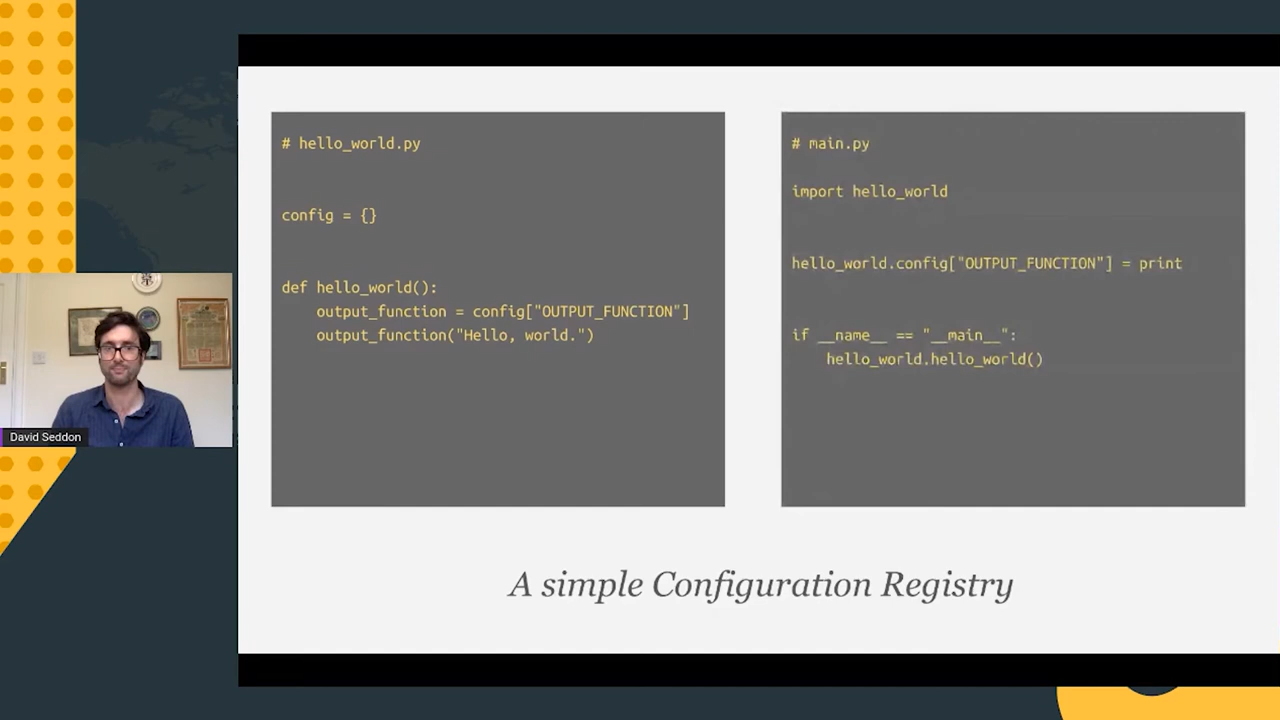 # hello_world.py
config = {}
def hello_world():
    output_function = config["OUTPUT_FUNCTION"]
    output_function("Hello, world.")
# main.py
import hello_world
hello_world.config["OUTPUT_FUNCTION"] = print
if __name__ == "__main__":
    hello_world.hello_world()
David Seddon
A simple Configuration Registry